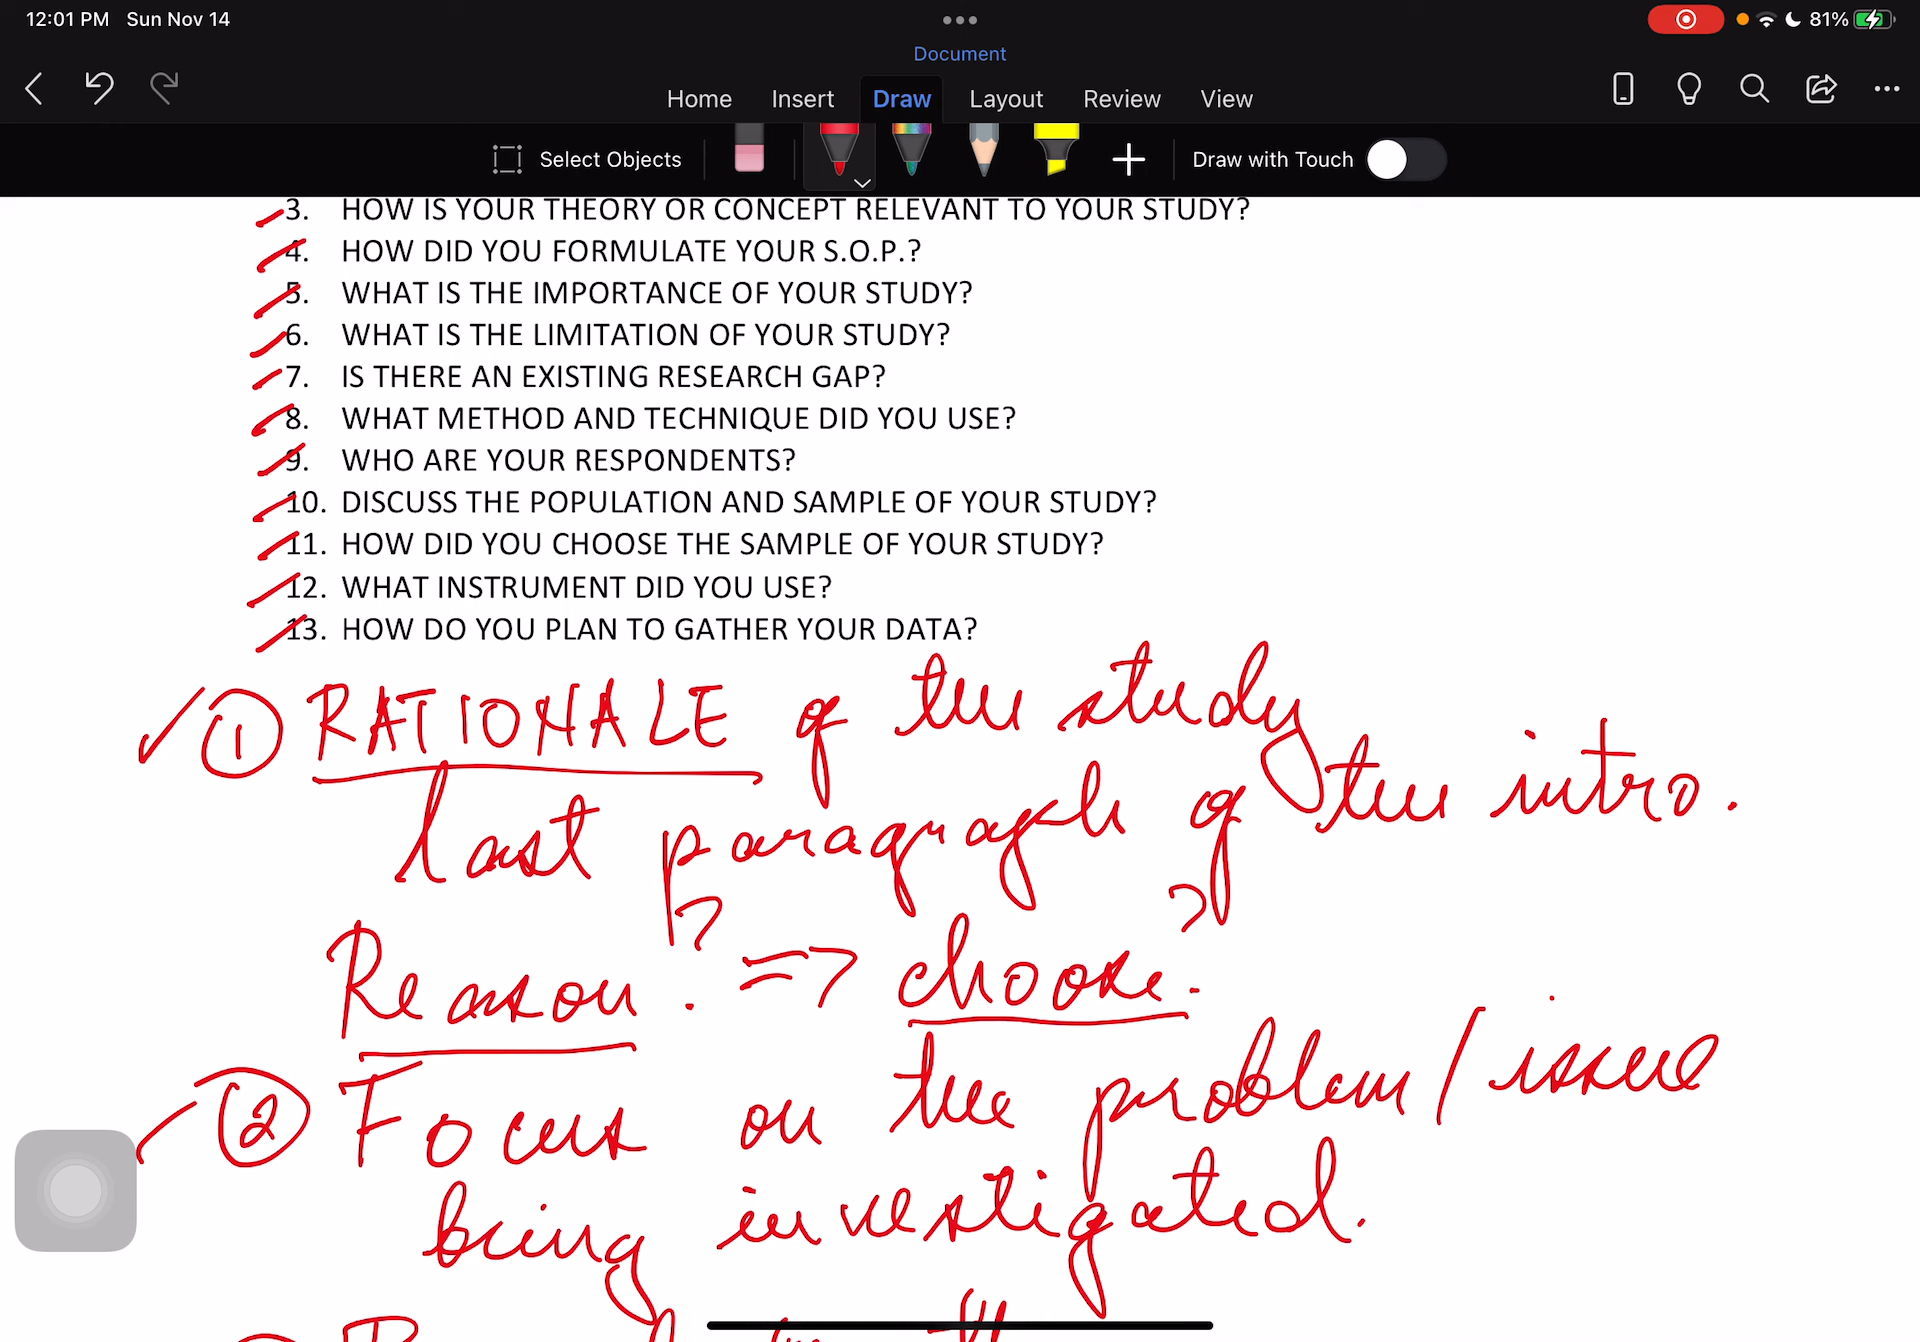 12:01 PM Sun Nov 14
81%
Document
Home Insert Draw Layout Review View
Select Objects
Draw with Touch
3. HOW IS YOUR THEORY OR CONCEPT RELEVANT TO YOUR STUDY?
4. HOW DID YOU FORMULATE YOUR S.O.P.?
5. WHAT IS THE IMPORTANCE OF YOUR STUDY?
6. WHAT IS THE LIMITATION OF YOUR STUDY?
7. IS THERE AN EXISTING RESEARCH GAP?
8. WHAT METHOD AND TECHNIQUE DID YOU USE?
9. WHO ARE YOUR RESPONDENTS?
10. DISCUSS THE POPULATION AND SAMPLE OF YOUR STUDY?
11. HOW DID YOU CHOOSE THE SAMPLE OF YOUR STUDY?
12. WHAT INSTRUMENT DID YOU USE?
13. HOW DO YOU PLAN TO GATHER YOUR DATA?
① RATIONALE of the study
last paragraph of the intro.
Reason? => choose?
② Focus on the problem/issue
being investigated.